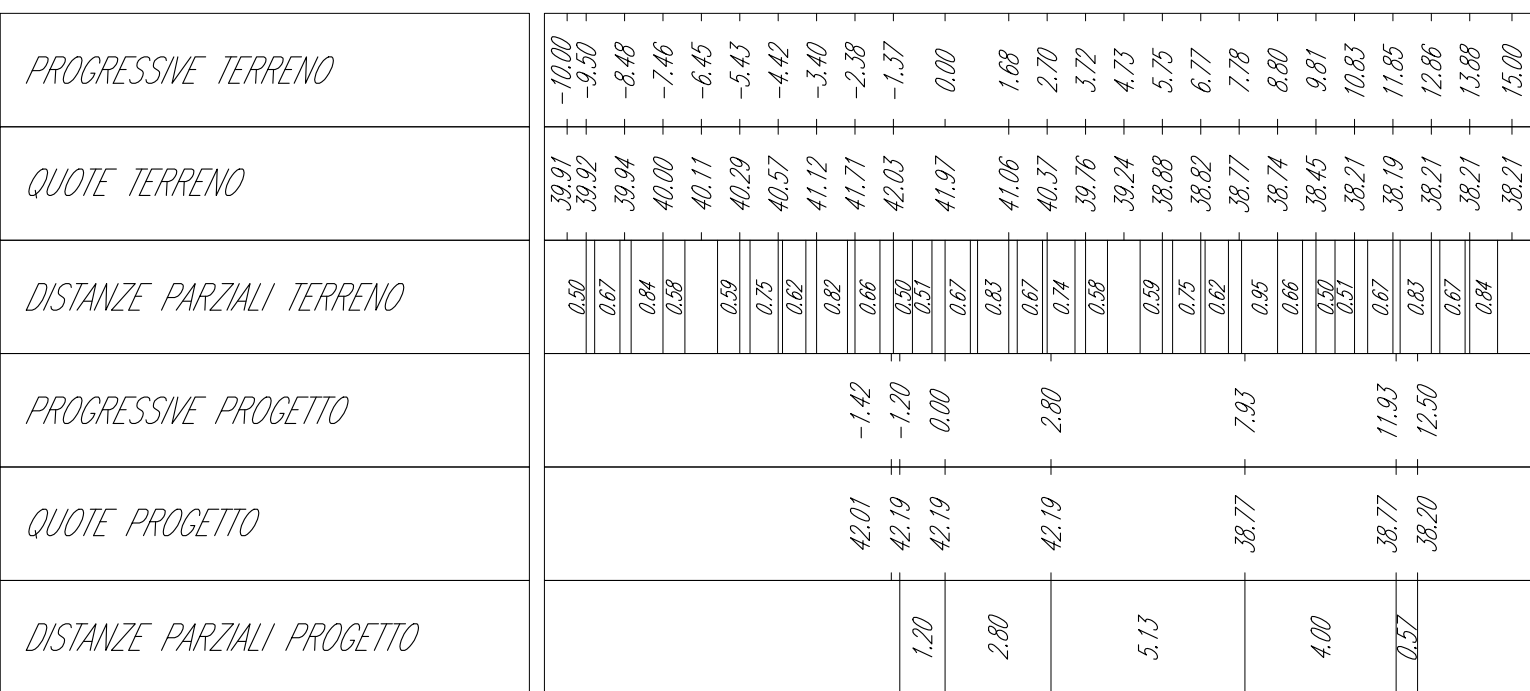 PROGRESSIVE TERRENO -10.00 -9.50 -8.48 -7.46 -6.45 -5.43 -4.42 -3.40 -2.38 -1.37 0.00 1.68 2.70 3.72 4.73 5.75 6.77 7.78 8.80 9.81 10.83 11.85 12.86 13.88 15.00
QUOTE TERRENO 39.91 39.92 39.94 40.00 40.11 40.29 40.57 41.12 41.71 42.03 41.97 41.06 40.37 39.76 39.24 38.88 38.82 38.77 38.74 38.45 38.21 38.19 38.21 38.21 38.21
DISTANZE PARZIALI TERRENO 0.50 0.67 0.84 0.58 0.59 0.75 0.62 0.82 0.66 0.50 0.51 0.67 0.83 0.67 0.74 0.58 0.59 0.75 0.62 0.95 0.66 0.50 0.51 0.67 0.83 0.67 0.84
PROGRESSIVE PROGETTO -1.42 -1.20 0.00 2.80 7.93 11.93 12.50
QUOTE PROGETTO 42.01 42.19 42.19 42.19 38.77 38.77 38.20
DISTANZE PARZIALI PROGETTO 1.20 2.80 5.13 4.00 0.57